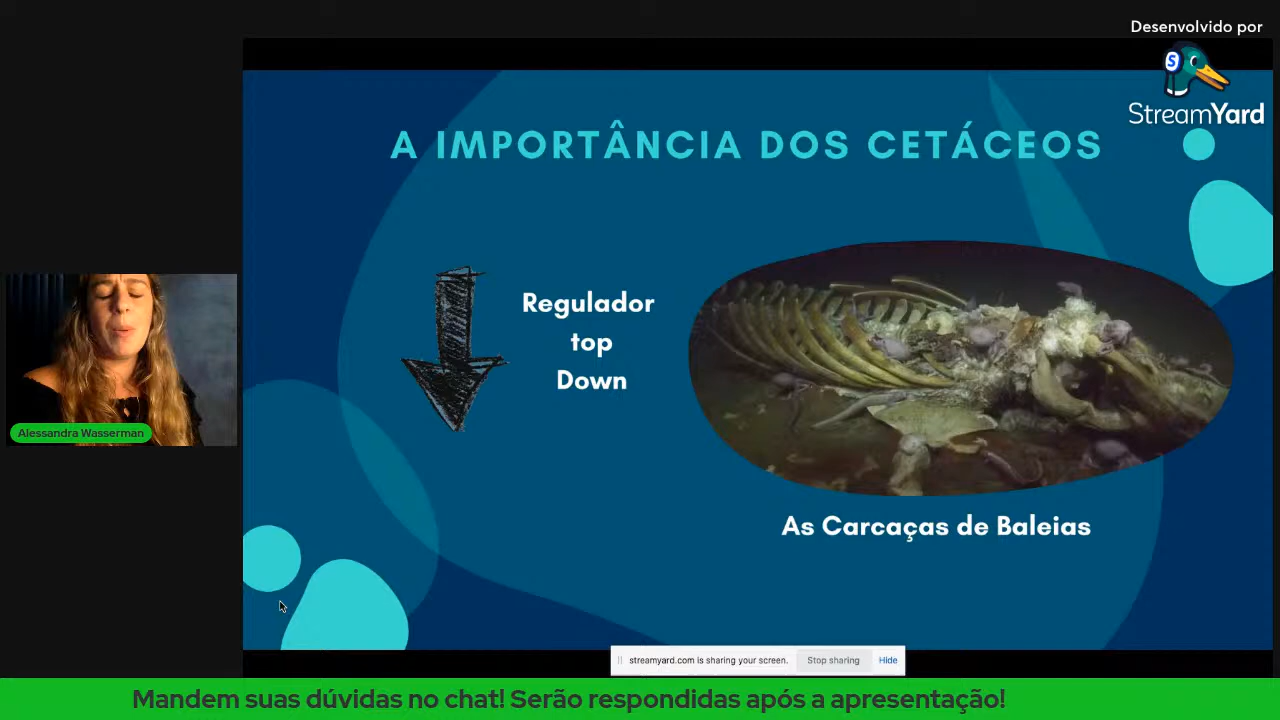 Desenvolvido por
S
StreamYard
A IMPORTÂNCIA DOS CETÁCEOS
Regulador
top
Down
Alessandra Wasserman
As Carcaças de Baleias
streamyard.com is sharing your screen. Stop sharing Hide
Mandem suas dúvidas no chat! Serão respondidas após a apresentação!